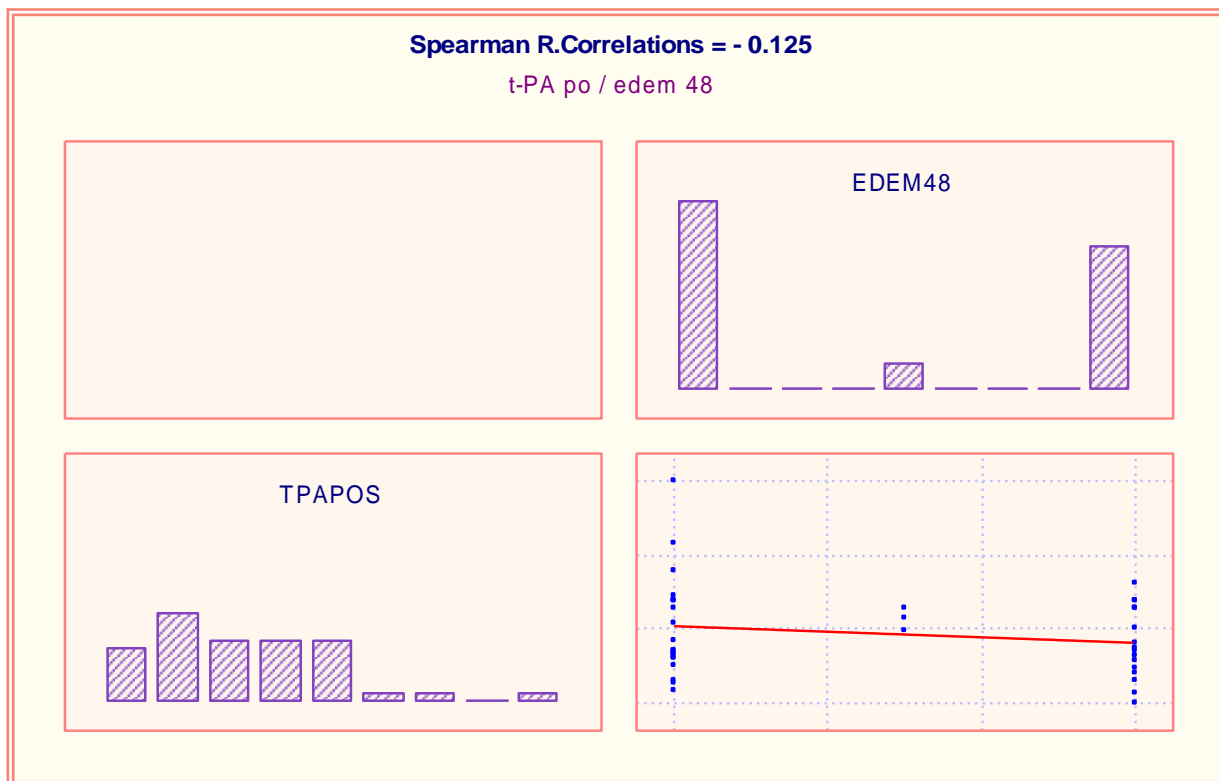 Spearman R.Correlations = - 0.125
t-PA po / edem 48
EDEM48
TPAPOS